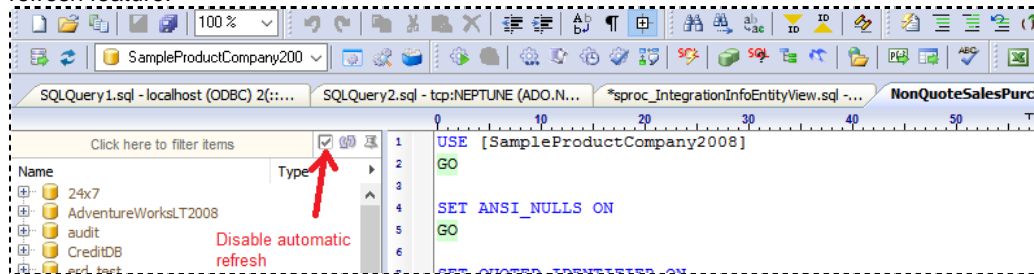 100 %
SampleProductCompany200
SQLQuery1.sql - localhost (ODBC) 2(::... SQLQuery2.sql - tcp:NEPTUNE (ADO.N... *sproc_IntegrationInfoEntityView.sql -... NonQuoteSalesPurc
0 10 20 30 40 50
Click here to filter items
Name Type
24x7
AdventureWorksLT2008
audit
CreditDB
Disable automatic
refresh
1 USE [SampleProductCompany2008]
2 GO
3
4 SET ANSI_NULLS ON
5 GO
6